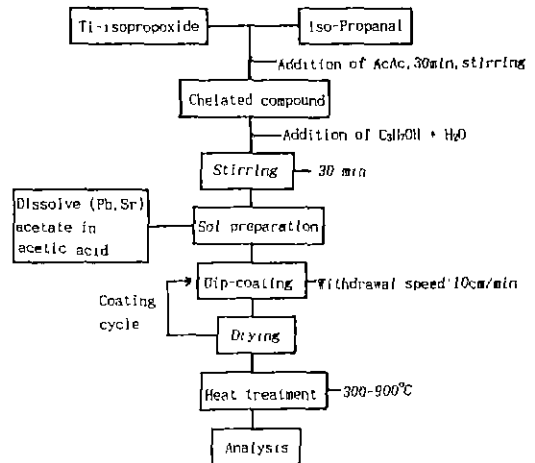 Ti-isopropoxide
Iso-Propanal
Addition of AcAc, 30min, stirring
Chelated compound
Addition of C₃H₇OH + H₂O
Stirring
30 min
Dissolve (Pb,Sr)
acetate in
acetic acid
Sol preparation
Dip-coating
Withdrawal speed:10cm/min
Coating
cycle
Drying
Heat treatment
300-900°C
Analysis